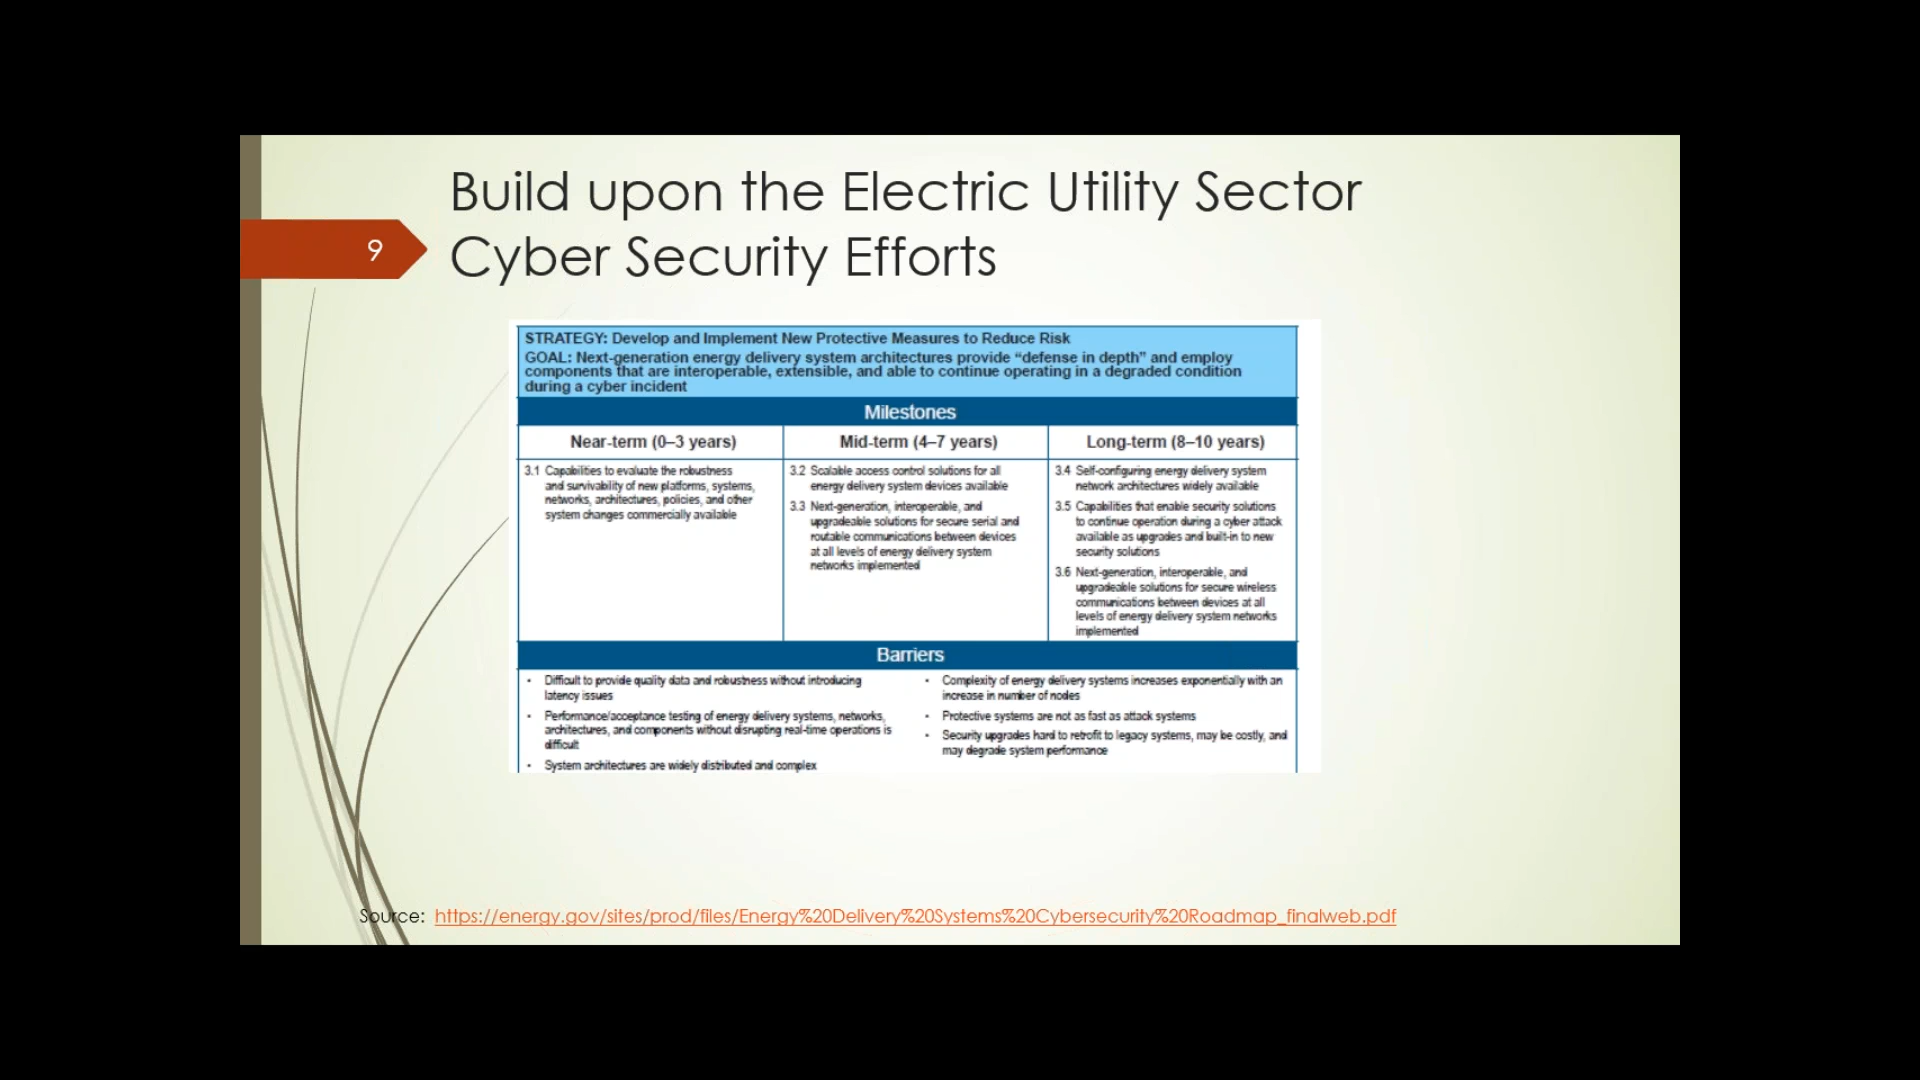 Build upon the Electric Utility Sector
Cyber Security Efforts
9
STRATEGY: Develop and Implement New Protective Measures to Reduce Risk
GOAL: Next-generation energy delivery system architectures provide “defense in depth” and employ
components that are interoperable, extensible, and able to continue operating in a degraded condition
during a cyber incident
Milestones
Near-term (0–3 years)
3.1 Capabilities to evaluate the robustness
and survivability of new platforms, systems,
networks, architectures, policies, and other
system changes commercially available
Mid-term (4–7 years)
3.2 Scalable access control solutions for all
energy delivery system devices available
3.3 Next-generation, interoperable, and
upgradeable solutions for secure serial and
routable communications between devices
at all levels of energy delivery system
networks implemented
Long-term (8–10 years)
3.4 Self-configuring energy delivery system
network architectures widely available
3.5 Capabilities that enable security solutions
to continue operation during a cyber attack
available as upgrades and built-in to new
security solutions
3.6 Next-generation, interoperable, and
upgradeable solutions for secure wireless
communications between devices at all
levels of energy delivery system networks
implemented
Barriers
• Difficult to provide quality data and robustness without introducing
latency issues
• Performance/acceptance testing of energy delivery systems, networks,
architectures, and components without disrupting real-time operations is
difficult
• System architectures are widely distributed and complex
• Complexity of energy delivery systems increases exponentially with an
increase in number of nodes
• Protective systems are not as fast as attack systems
• Security upgrades hard to retrofit to legacy systems, may be costly, and
may degrade system performance
Source: https://energy.gov/sites/prod/files/Energy%20Delivery%20Systems%20Cybersecurity%20Roadmap_finalweb.pdf